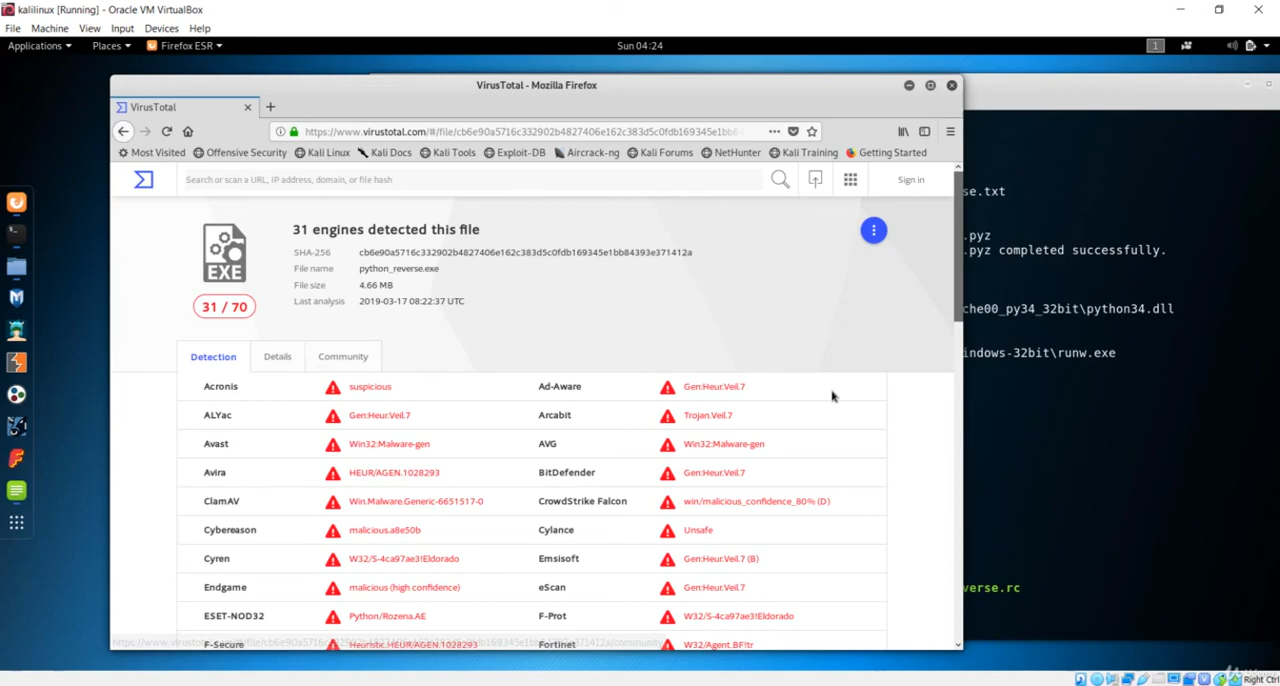 kalilinux [Running] - Oracle VM VirtualBox
File Machine View Input Devices Help
Applications Places Firefox ESR Sun 04:24 1
VirusTotal - Mozilla Firefox
VirusTotal
https://www.virustotal.com/#/file/cb6e90a5716c332902b4827406e162c383d5c0fdb169345e1bb84
Most Visited Offensive Security Kali Linux Kali Docs Kali Tools Exploit-DB Aircrack-ng Kali Forums NetHunter Kali Training Getting Started
Search or scan a URL, IP address, domain, or file hash Sign in
se.txt
31 engines detected this file
.pyz
SHA-256 cb6e90a5716c332902b4827406e162c383d5c0fdb169345e1bb84393e371412a
.pyz completed successfully.
EXE
File name python_reverse.exe
File size 4.66 MB
31 / 70
Last analysis 2019-03-17 08:22:37 UTC
che00_py34_32bit\python34.dll
Detection Details Community
indows-32bit\runw.exe
Acronis suspicious Ad-Aware Gen:Heur.Veil.7
ALYac Gen:Heur.Veil.7 Arcabit Trojan.Veil.7
Avast Win32:Malware-gen AVG Win32:Malware-gen
Avira HEUR/AGEN.1028293 BitDefender Gen:Heur.Veil.7
ClamAV Win.Malware.Generic-6651517-0 CrowdStrike Falcon win/malicious_confidence_80% (D)
Cybereason malicious.a8e50b Cylance Unsafe
Cyren W32/S-4ca97ae3!Eldorado Emsisoft Gen:Heur.Veil.7 (B)
Endgame malicious (high confidence) eScan Gen:Heur.Veil.7
verse.rc
ESET-NOD32 Python/Rozena.AE F-Prot W32/S-4ca97ae3!Eldorado
F-Secure Heuristic.HEUR/AGEN.1028293 Fortinet W32/Agent.BF!tr
Right Ctrl